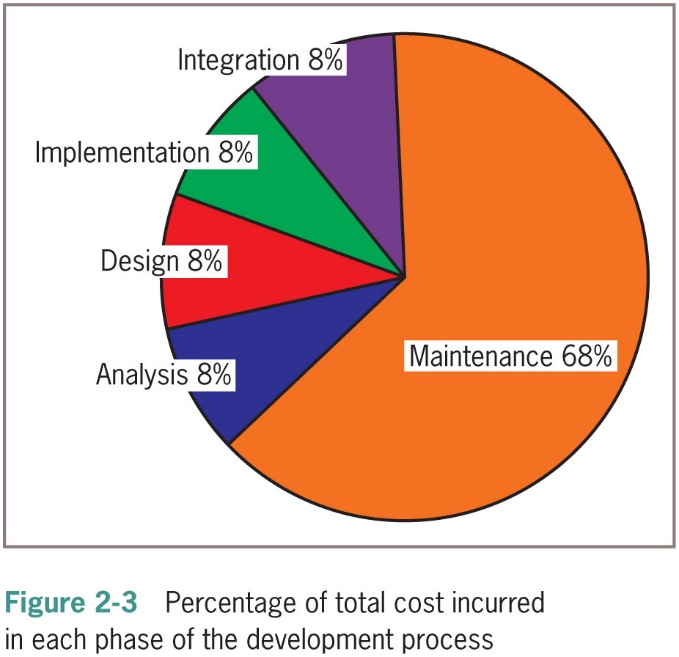 Integration 8%
Implementation 8%
Design 8%
Analysis 8%
Maintenance 68%
Figure 2-3 Percentage of total cost incurred
in each phase of the development process